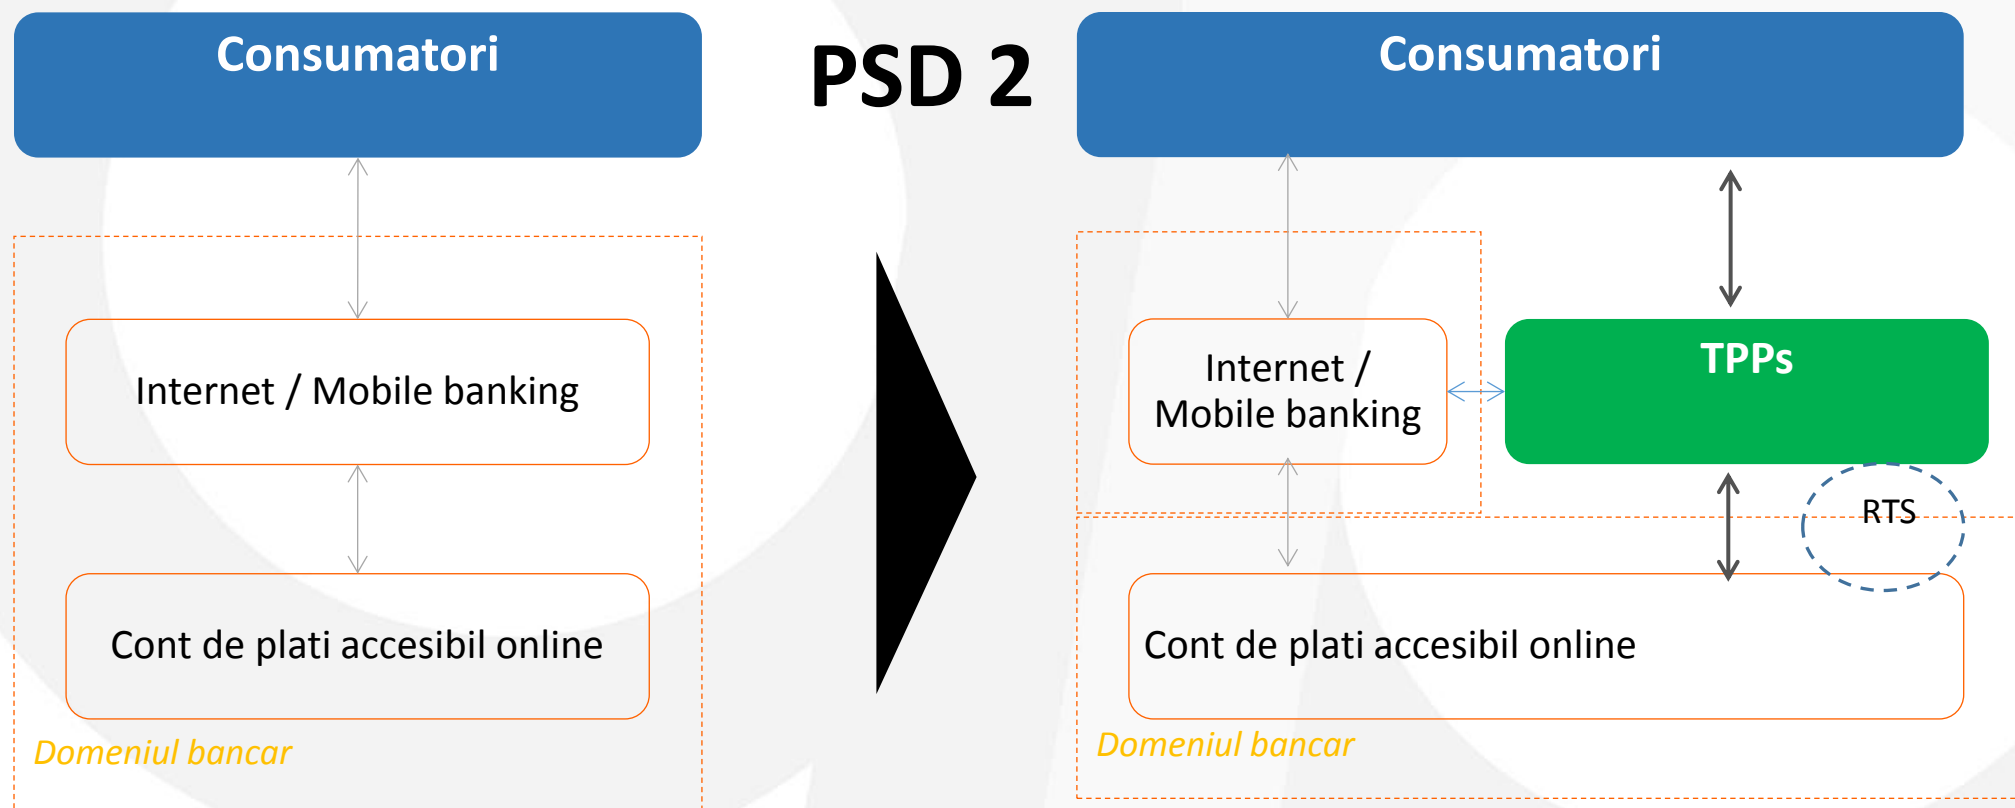 Consumatori
Internet / Mobile banking
Cont de plati accesibil online
Domeniul bancar
PSD 2
Consumatori
Internet /
Mobile banking
TPPs
RTS
Cont de plati accesibil online
Domeniul bancar